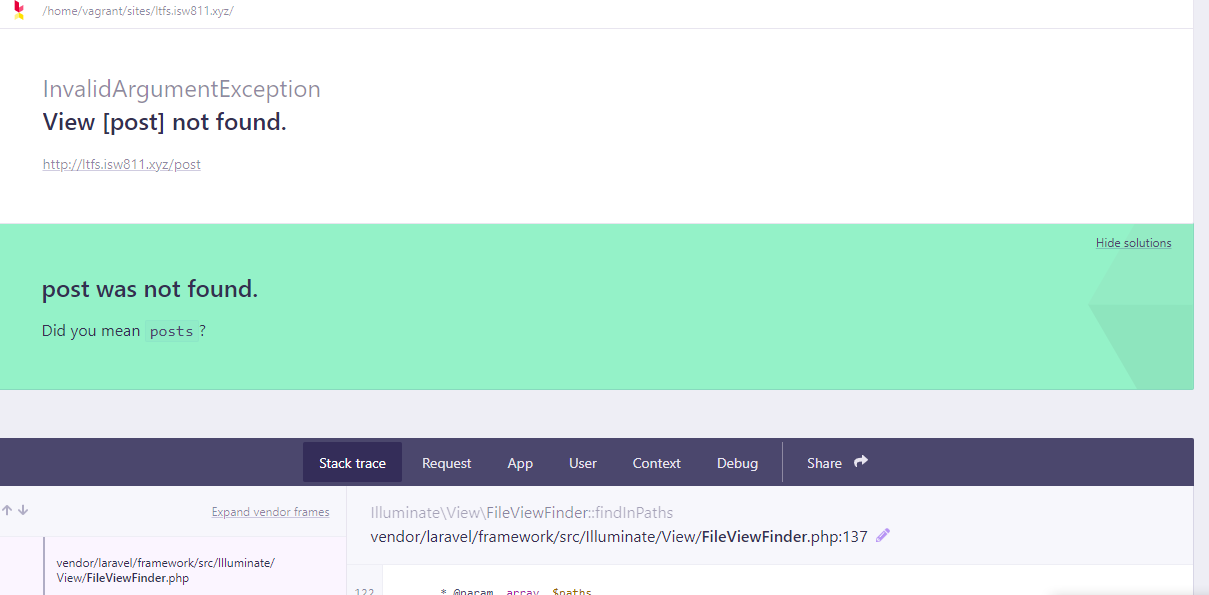 /home/vagrant/sites/ltfs.isw811.xyz/
InvalidArgumentException
View [post] not found.
http://ltfs.isw811.xyz/post
Hide solutions
post was not found.
Did you mean posts?
Stack trace Request App User Context Debug Share
Expand vendor frames
Illuminate\View\FileViewFinder::findInPaths
vendor/laravel/framework/src/Illuminate/View/FileViewFinder.php:137
vendor/laravel/framework/src/Illuminate/
View/FileViewFinder.php
122 * @param array $paths